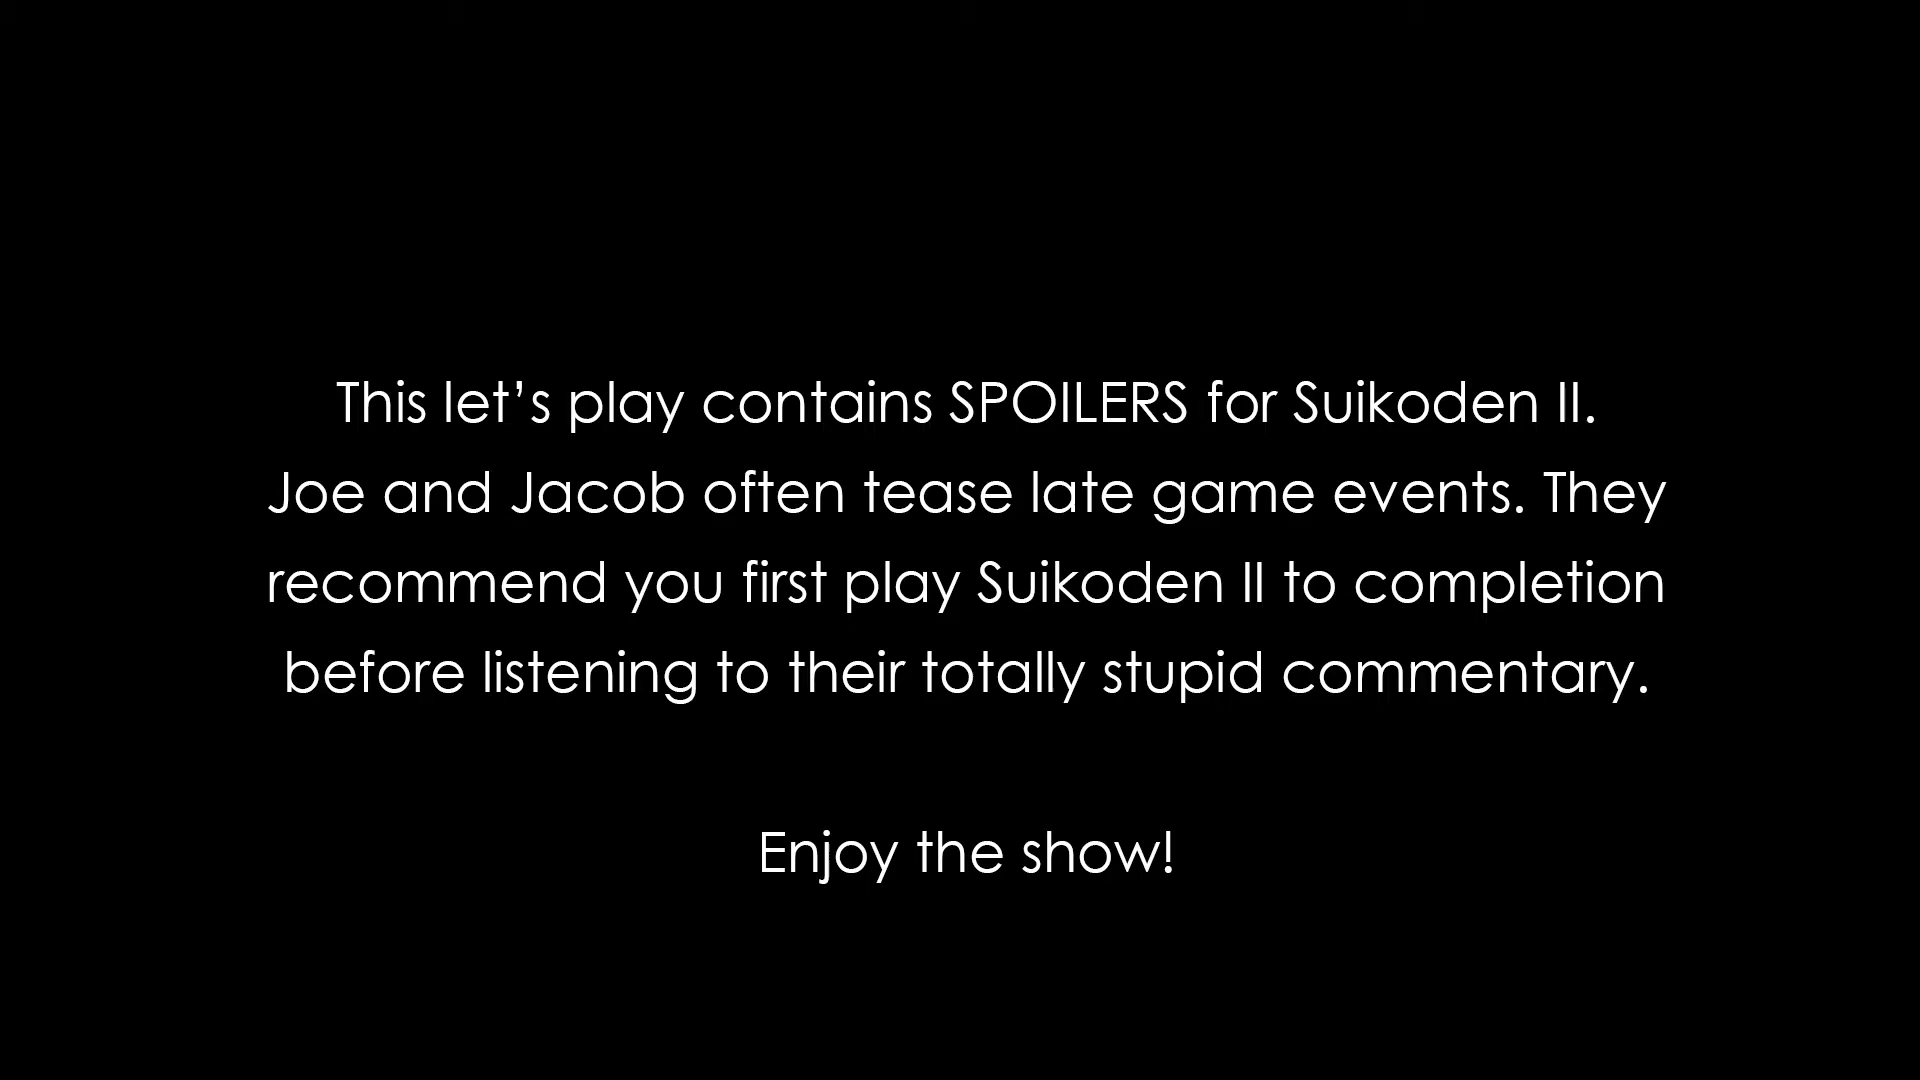 This let’s play contains SPOILERS for Suikoden II.
Joe and Jacob often tease late game events. They
recommend you first play Suikoden II to completion
before listening to their totally stupid commentary.
Enjoy the show!